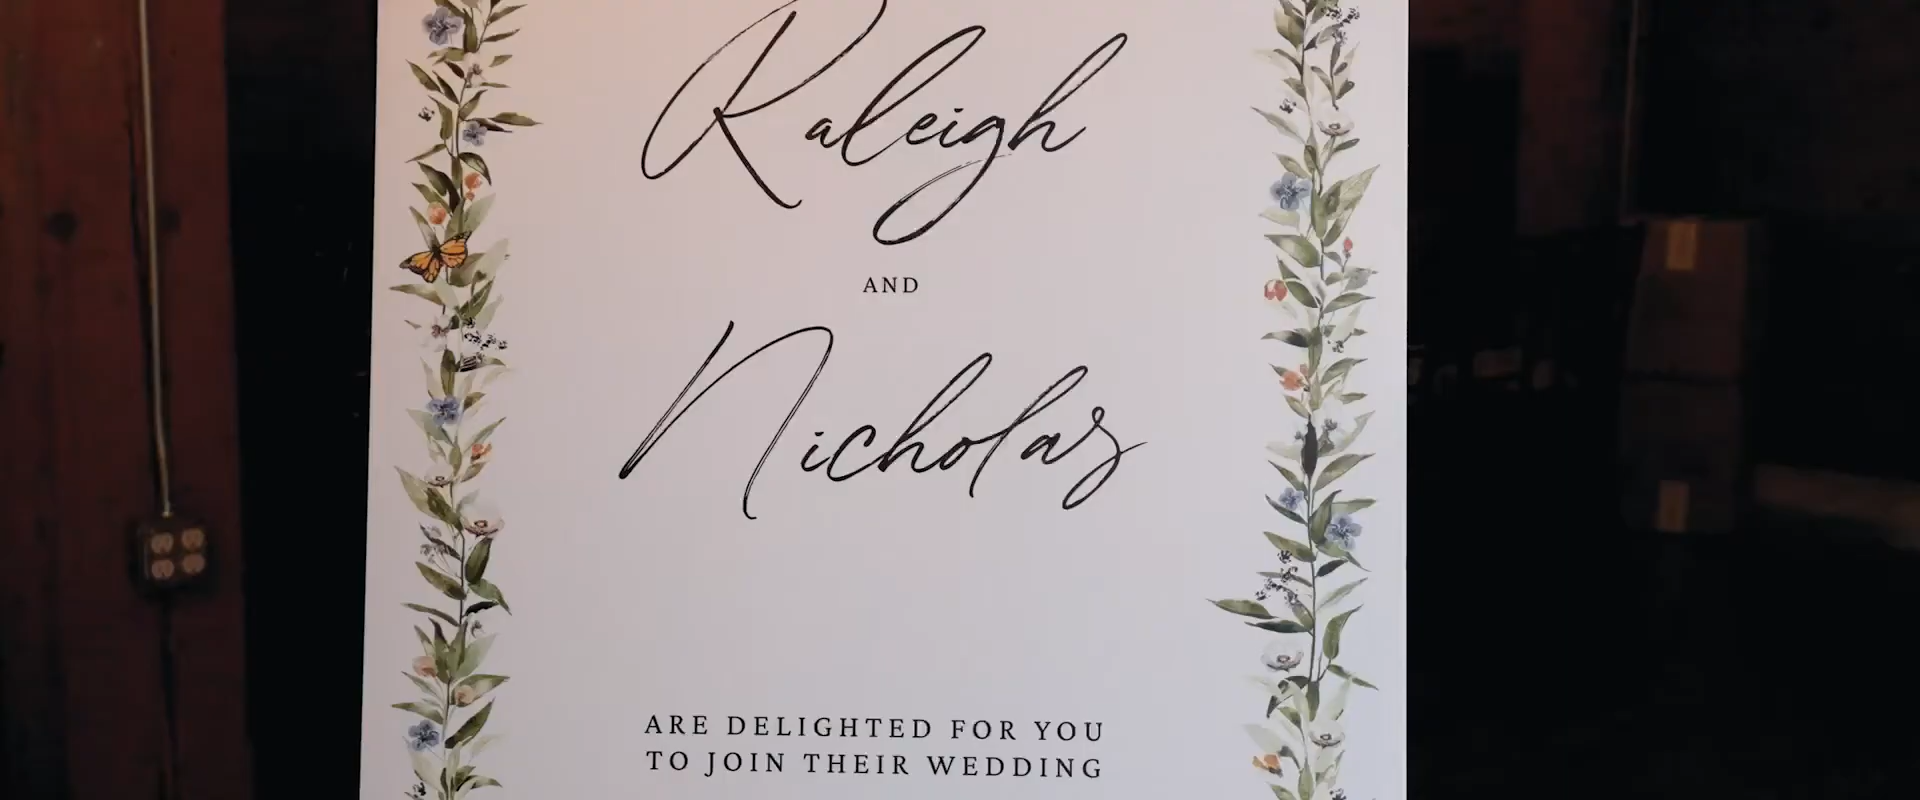 Raleigh
AND
Nicholas
ARE DELIGHTED FOR YOU
TO JOIN THEIR WEDDING